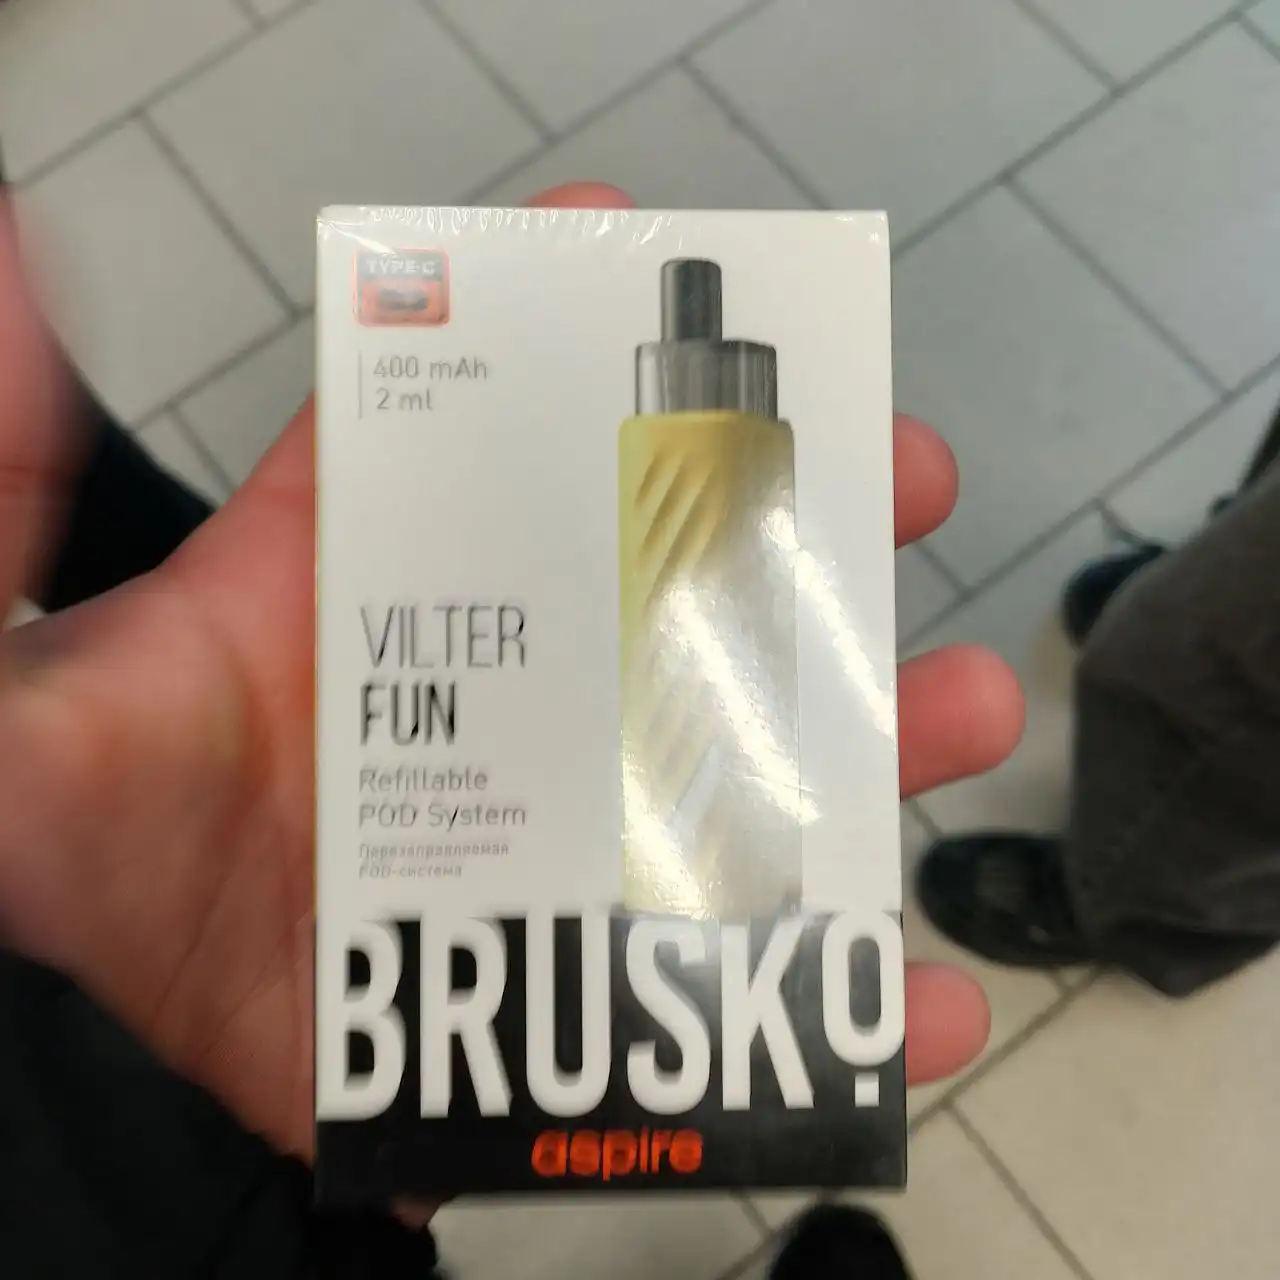 TYPE-C
400 mAh
2 ml
VILTER
FUN
Refillable
POD System
Перезаправляемая
POD-система
BRUSKO
aspire